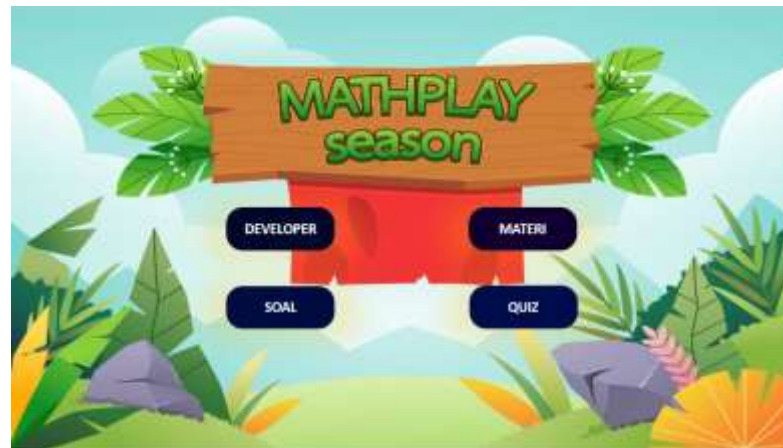 MATHPLAY
season
DEVELOPER
MATERI
SOAL
QUIZ